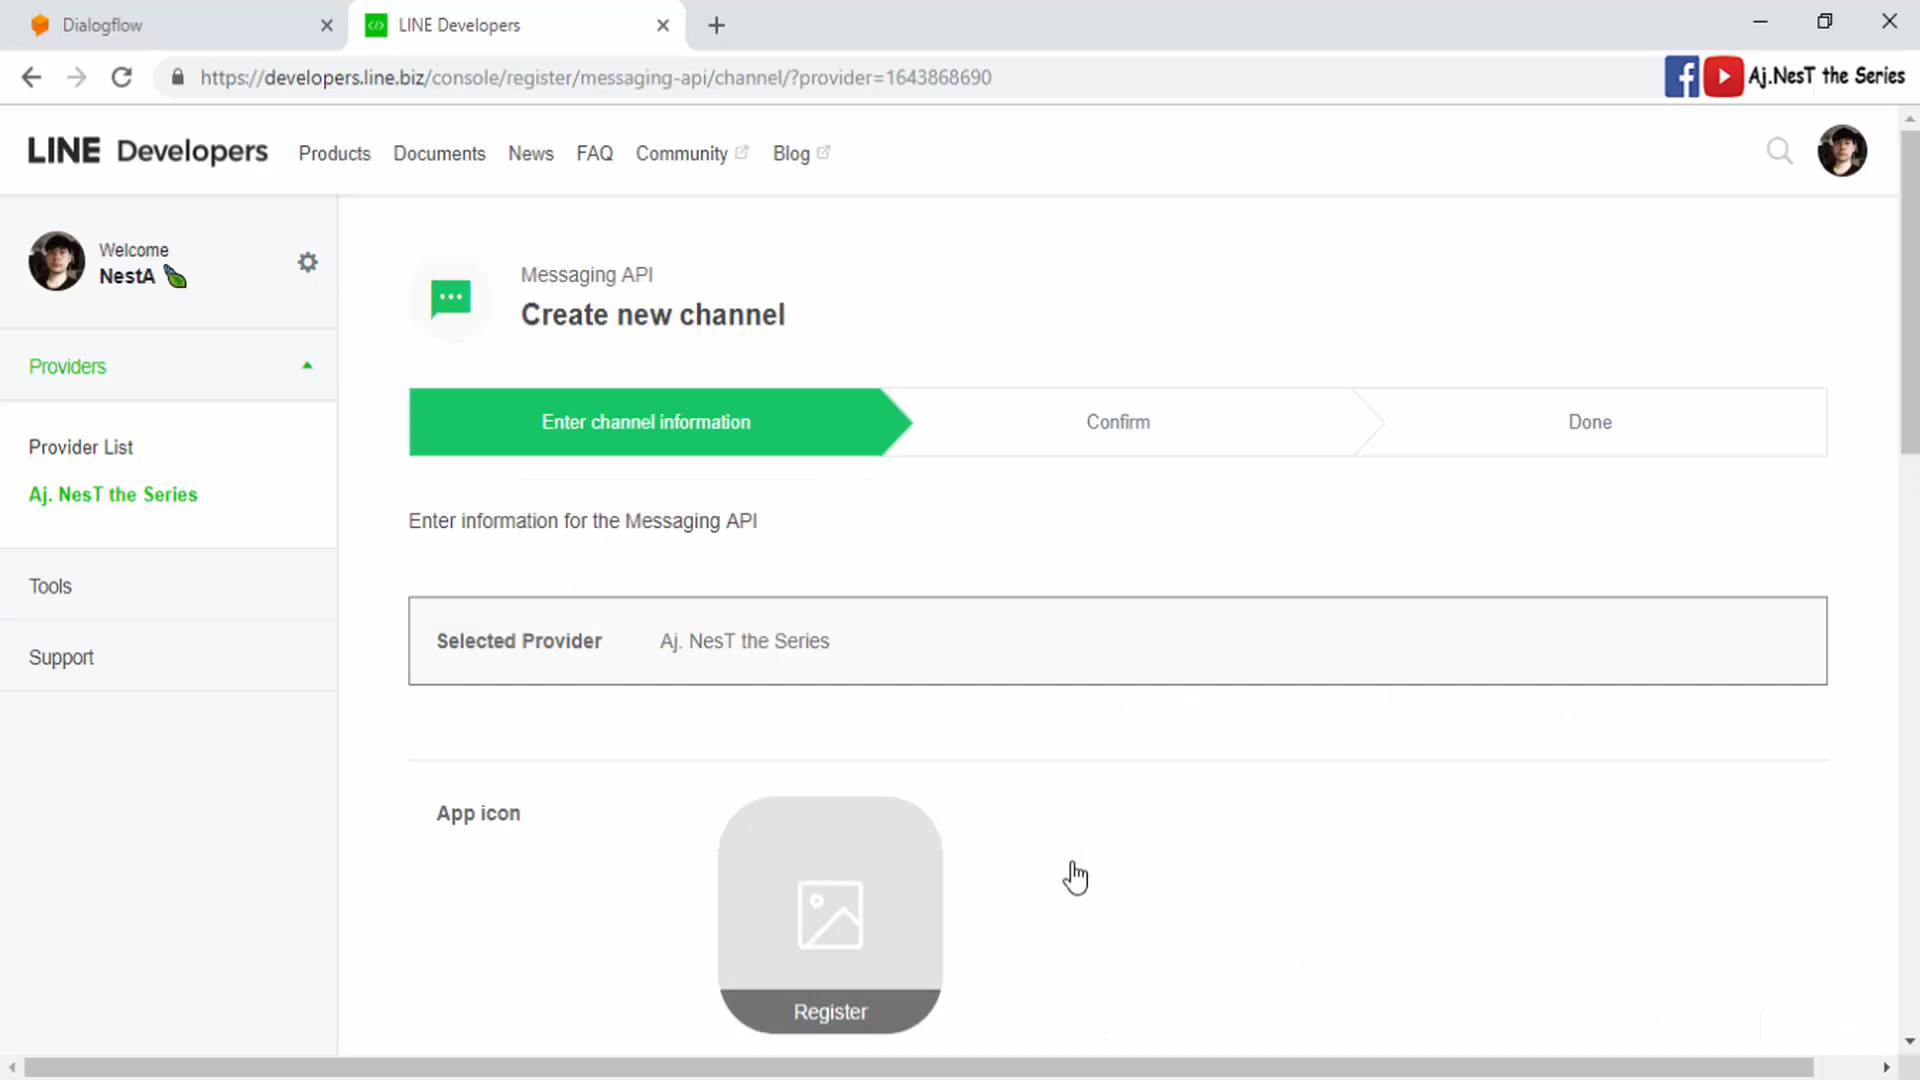 Dialogflow
LINE Developers
https://developers.line.biz/console/register/messaging-api/channel/?provider=1643868690
Aj.NesT the Series
LINE Developers Products Documents News FAQ Community Blog
Welcome
NestA
Providers
Provider List
Aj. NesT the Series
Tools
Support
Messaging API
Create new channel
Enter channel information
Confirm
Done
Enter information for the Messaging API
Selected Provider Aj. NesT the Series
App icon
Register